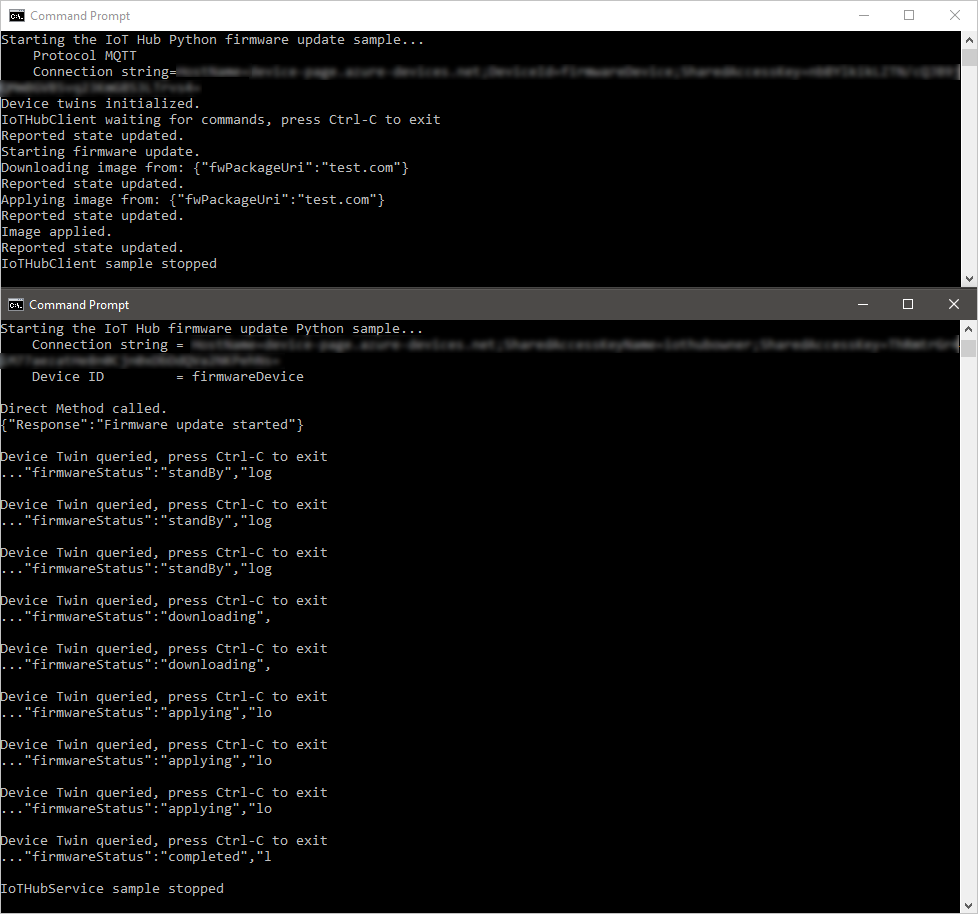 Command Prompt
Starting the IoT Hub Python firmware update sample...
Protocol MQTT
Connection string=
Device twins initialized.
IoTHubClient waiting for commands, press Ctrl-C to exit
Reported state updated.
Starting firmware update.
Downloading image from: {"fwPackageUri":"test.com"}
Reported state updated.
Applying image from: {"fwPackageUri":"test.com"}
Reported state updated.
Image applied.
Reported state updated.
IoTHubClient sample stopped
Command Prompt
Starting the IoT Hub firmware update Python sample...
Connection string =
Device ID = firmwareDevice
Direct Method called.
{"Response":"Firmware update started"}
Device Twin queried, press Ctrl-C to exit
..."firmwareStatus":"standBy","log
Device Twin queried, press Ctrl-C to exit
..."firmwareStatus":"standBy","log
Device Twin queried, press Ctrl-C to exit
..."firmwareStatus":"standBy","log
Device Twin queried, press Ctrl-C to exit
..."firmwareStatus":"downloading",
Device Twin queried, press Ctrl-C to exit
..."firmwareStatus":"downloading",
Device Twin queried, press Ctrl-C to exit
..."firmwareStatus":"applying","lo
Device Twin queried, press Ctrl-C to exit
..."firmwareStatus":"applying","lo
Device Twin queried, press Ctrl-C to exit
..."firmwareStatus":"applying","lo
Device Twin queried, press Ctrl-C to exit
..."firmwareStatus":"completed","l
IoTHubService sample stopped